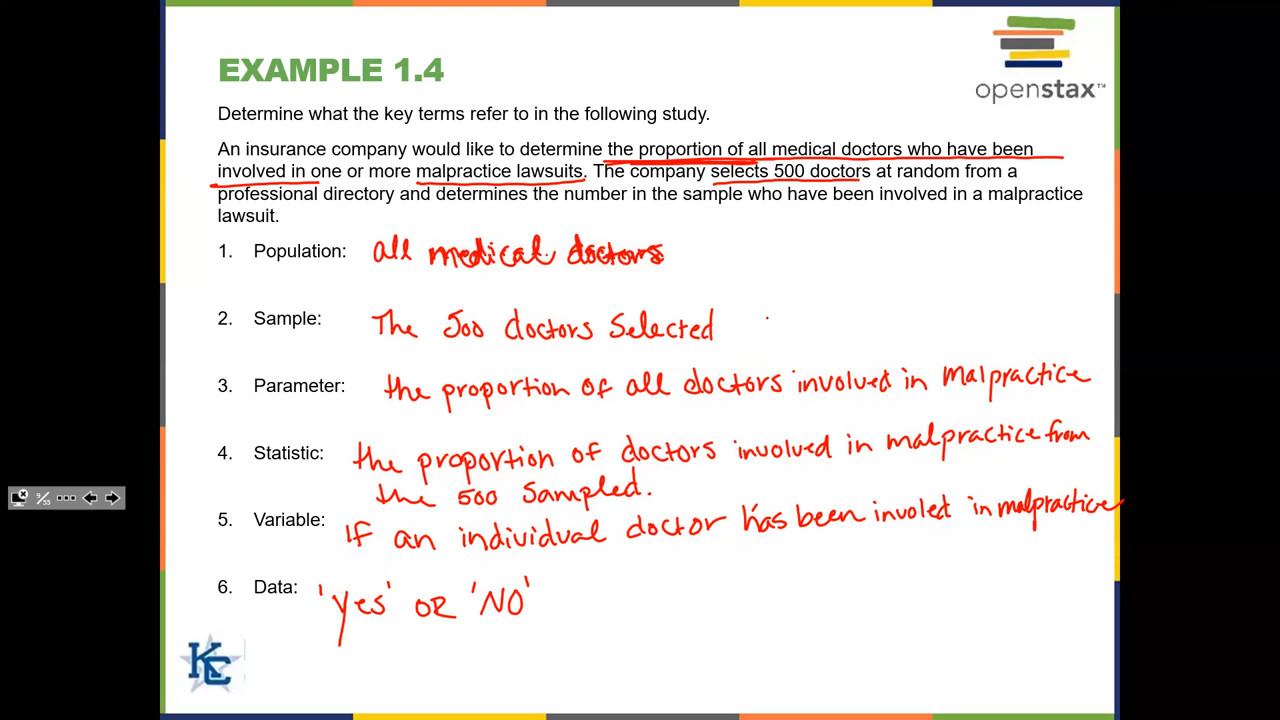 openstax™
EXAMPLE 1.4
Determine what the key terms refer to in the following study.
An insurance company would like to determine the proportion of all medical doctors who have been
involved in one or more malpractice lawsuits. The company selects 500 doctors at random from a
professional directory and determines the number in the sample who have been involved in a malpractice
lawsuit.
1. Population: all medical doctors
2. Sample: The 500 doctors Selected
3. Parameter: the proportion of all doctors involved in malpractice
4. Statistic: the proportion of doctors involved in malpractice from
the 500 Sampled.
5. Variable: If an individual doctor has been involed in malpractice
6. Data: 'Yes' OR 'NO'
9/55
KC